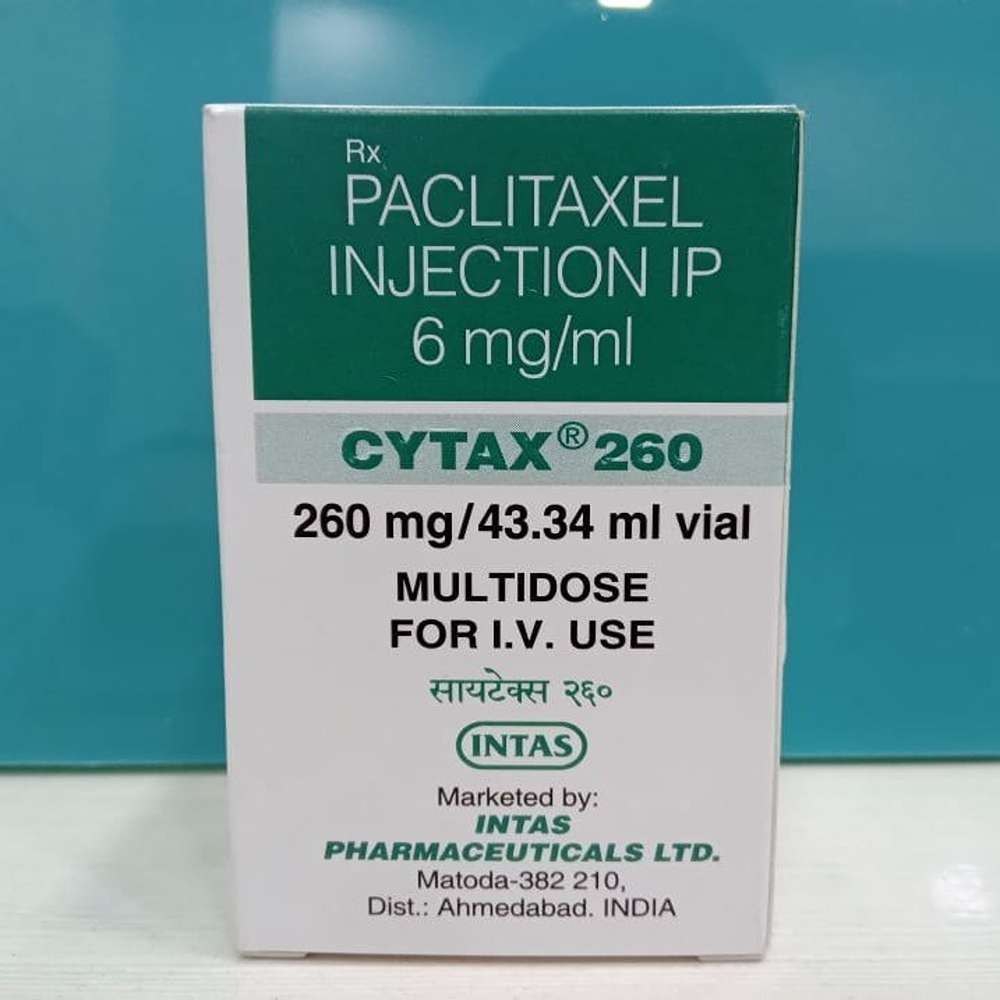 Rx
PACLITAXEL
INJECTION IP
6 mg/ml
CYTAX® 260
260 mg/43.34 ml vial
MULTIDOSE
FOR I.V. USE
सायटेक्स २६०
INTAS
Marketed by:
INTAS
PHARMACEUTICALS LTD.
Matoda-382 210,
Dist.: Ahmedabad. INDIA